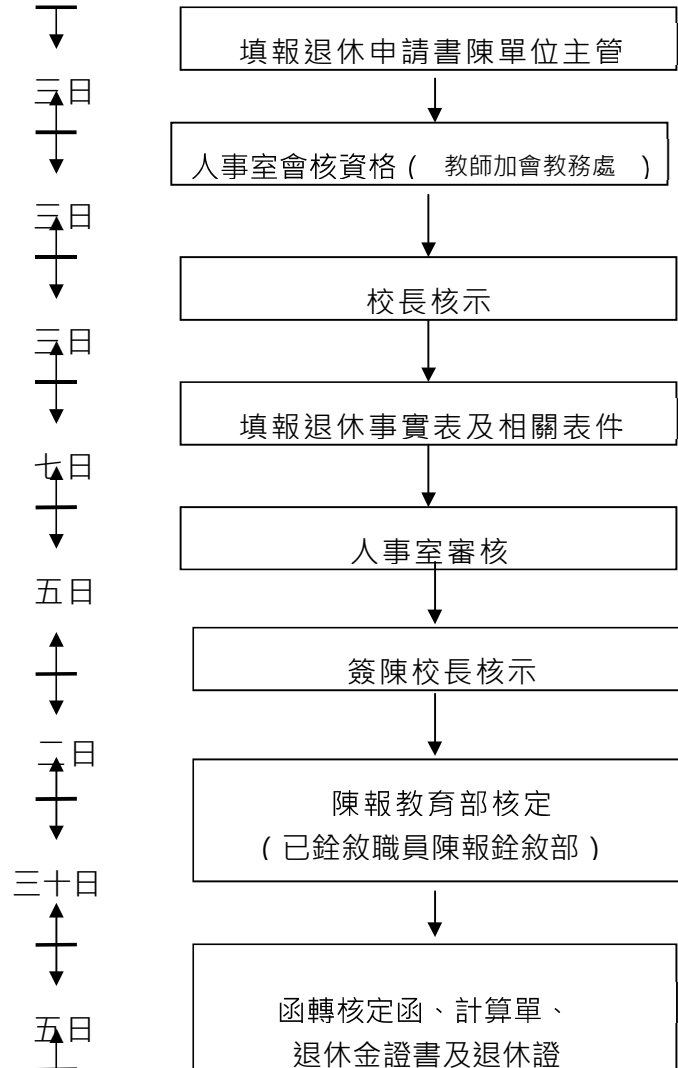 填報退休申請書陳單位主管
三日
人事室會核資格(教師加會教務處)
三日
校長核示
三日
填報退休事實表及相關表件
七日
人事室審核
五日
簽陳校長核示
二日
陳報教育部核定
(已銓敘職員陳報銓敘部)
三十日
函轉核定函、計算單、
五日
退休金證書及退休證